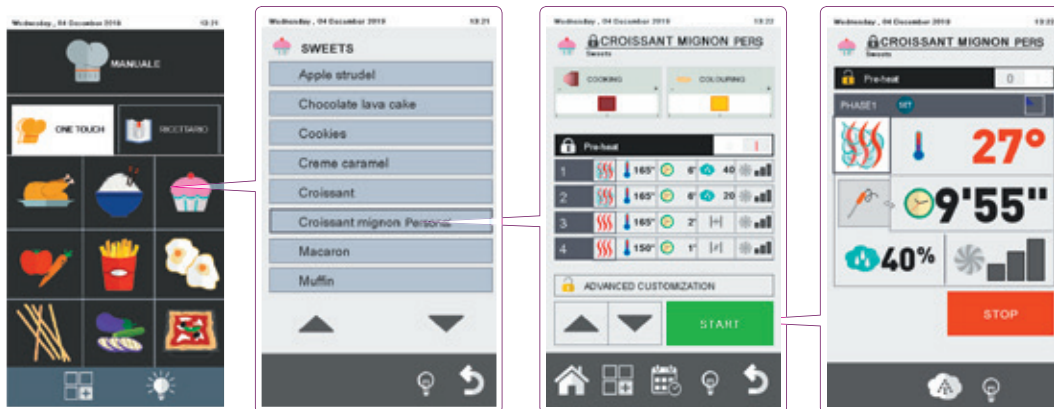 Wednesday , 04 December 2019 13:21
MANUALE
ONE TOUCH
RICETTARIO
Wednesday , 04 December 2019 13:21
SWEETS
Apple strudel
Chocolate lava cake
Cookies
Creme caramel
Croissant
Croissant mignon Personal
Macaron
Muffin
Wednesday , 04 December 2019 13:22
CROISSANT MIGNON PERS
Sweets
COOKING
COLOURING
- +
- +
Pre-heat
1 165° 6' 40
2 165° 6' 20
3 165° 2'
4 150° 1'
ADVANCED CUSTOMIZATION
START
Wednesday , 04 December 2019 13:22
CROISSANT MIGNON PERS
Sweets
Pre-heat 0
PHASE1 SET
27°
9'55"
40%
STOP